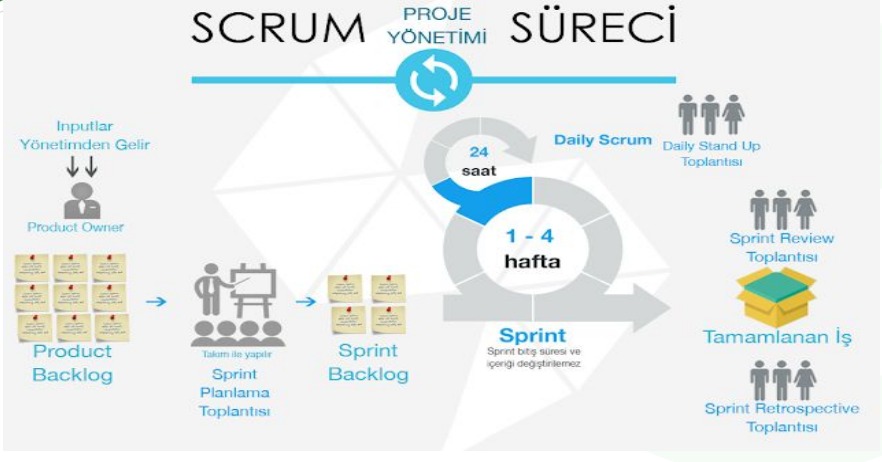 SCRUM PROJE YÖNETİMİ SÜRECİ
Inputlar
Yönetimden Gelir
Product Owner
Product
Backlog
Takım ile yapılır
Sprint
Planlama
Toplantısı
Sprint
Backlog
24
saat
Daily Scrum
1 - 4
hafta
Sprint
Sprint bitiş süresi ve
içeriği değiştirilemez
Daily Stand Up
Toplantısı
Sprint Review
Toplantısı
Tamamlanan İş
Sprint Retrospective
Toplantısı